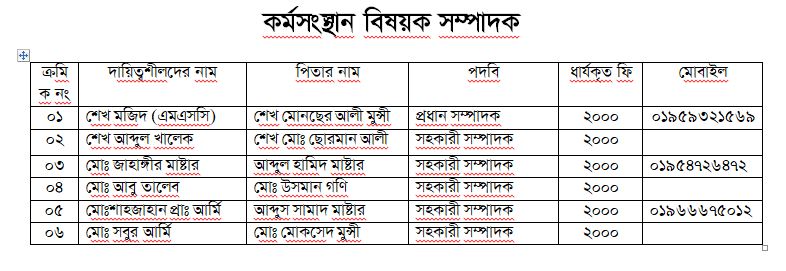 কর্মসংস্থান বিষয়ক সম্পাদক
ক্রমিক নং দায়িত্বশীলদের নাম পিতার নাম পদবি ধার্যকৃত ফি মোবাইল
০১ শেখ মজিদ (এমএসসি) শেখ মোনছের আলী মুন্সী প্রধান সম্পাদক ২০০০ ০১৯৫৯৩২১৫৬৯
০২ শেখ আব্দুল খালেক শেখ মোঃ ছোরমান আলী সহকারী সম্পাদক ২০০০
০৩ মোঃ জাহাঙ্গীর মাষ্টার আব্দুল হামিদ মাষ্টার সহকারী সম্পাদক ২০০০ ০১৯৫৪৭২৬৪৭২
০৪ মোঃ আবু তালেব মোঃ উসমান গণি সহকারী সম্পাদক ২০০০
০৫ মোঃশাহজাহান প্রাঃ আর্মি আব্দুস সামাদ মাষ্টার সহকারী সম্পাদক ২০০০ ০১৯৬৬৬৭৫০১২
০৬ মোঃ সবুর আর্মি মোঃ মোকসেদ মুন্সী সহকারী সম্পাদক ২০০০